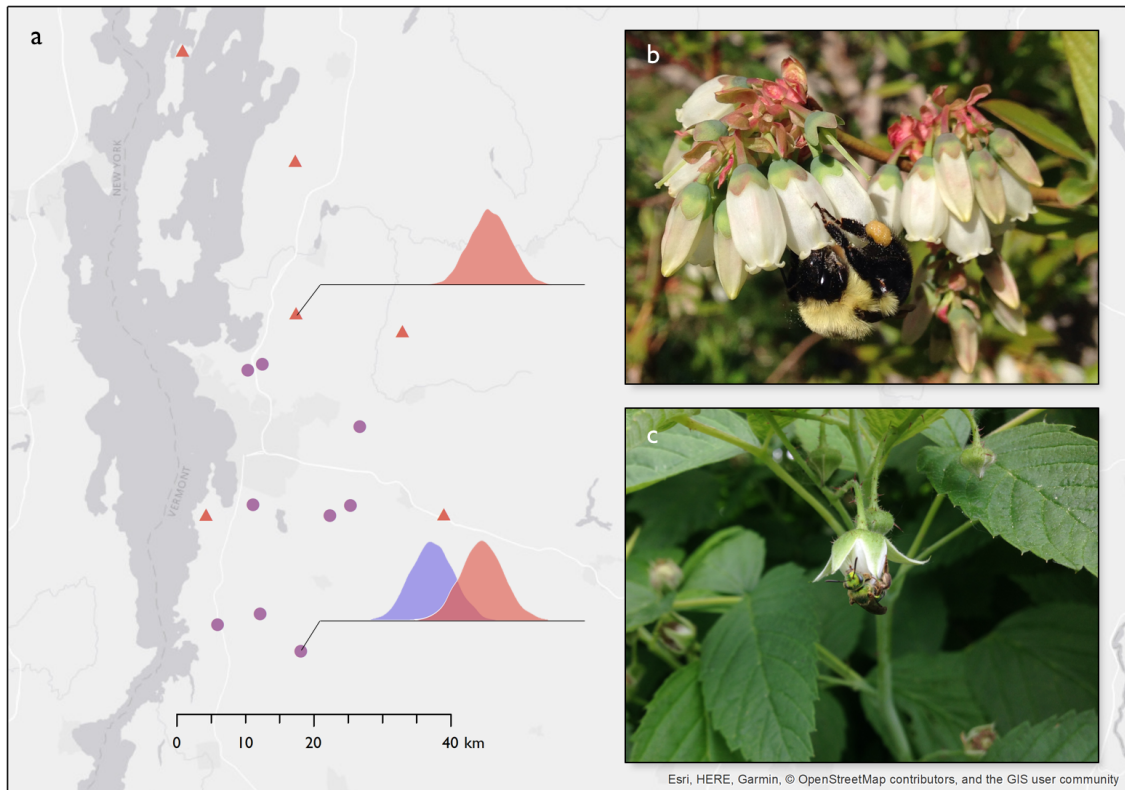 a
NEW YORK
VERMONT
0 10 20 40 km
b
c
Esri, HERE, Garmin, © OpenStreetMap contributors, and the GIS user community